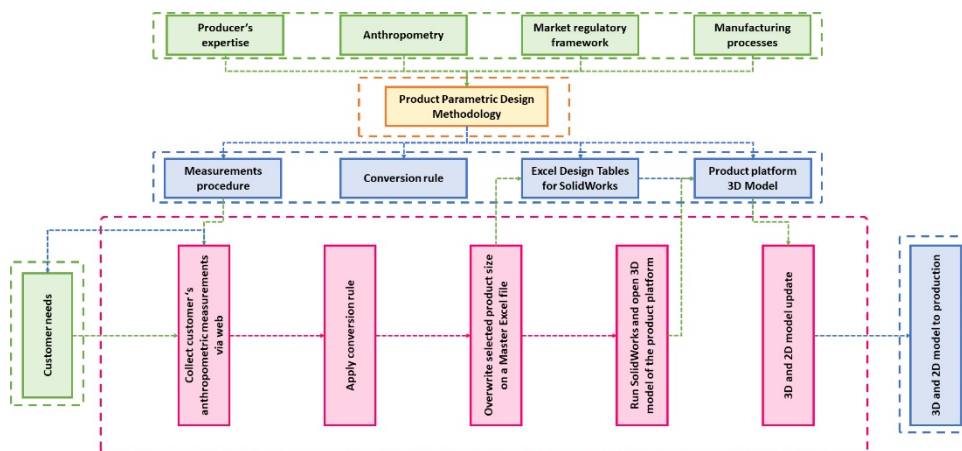 Producer's
expertise
Anthropometry
Market regulatory
framework
Manufacturing
processes
Product Parametric Design
Methodology
Measurements
procedure
Conversion rule
Excel Design Tables
for SolidWorks
Product platform
3D Model
Customer needs
Collect customer's
anthropometric measurements
via web
Apply conversion rule
Overwrite selected product size
on a Master Excel file
Run SolidWorks and open 3D
model of the product platform
3D and 2D model update
3D and 2D model to production